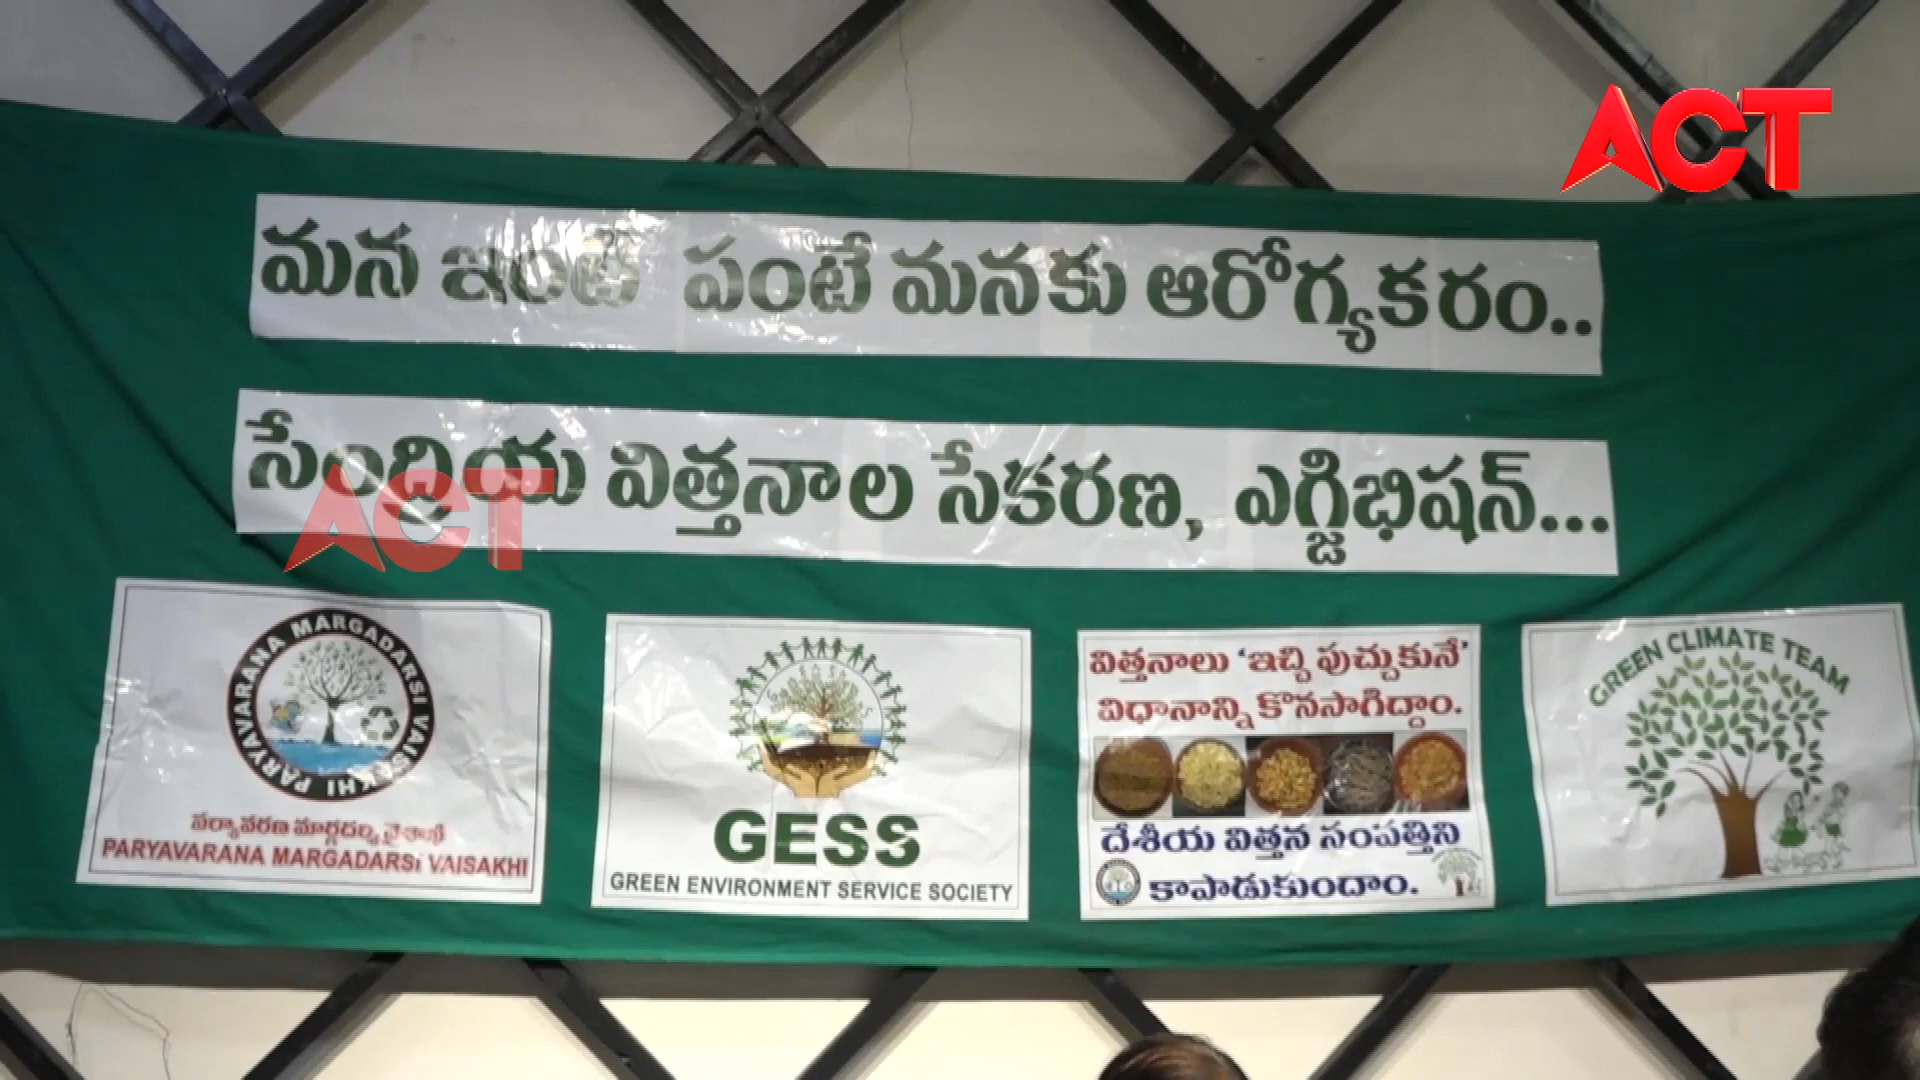 ACT
మన ఇంటి పంటే మనకు ఆరోగ్యకరం..
సేంద్రియ విత్తనాల సేకరణ, ఎగ్జిభిషన్...
ACT
PARYAVARANA MARGADARSI VAISAKHI
పర్యావరణ మార్గదర్శి వైశాఖి
PARYAVARANA MARGADARSi VAISAKHI
GESS
GREEN ENVIRONMENT SERVICE SOCIETY
విత్తనాలు 'ఇచ్చి పుచ్చుకునే'
విధానాన్ని కొనసాగిద్దాం.
దేశీయ విత్తన సంపత్తిని
కాపాడుకుందాం.
GREEN CLIMATE TEAM